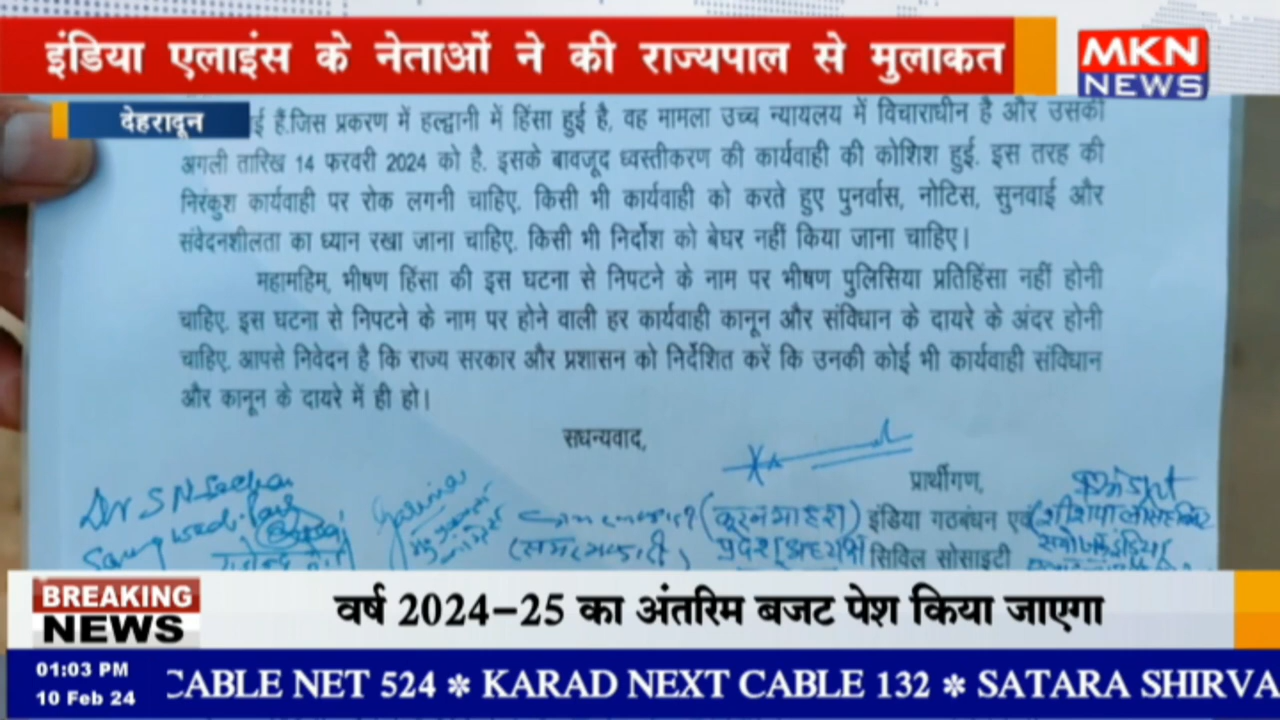 इंडिया एलाइंस के नेताओं ने की राज्यपाल से मुलाकत
MKN
NEWS
देहरादून
ई हैं.जिस प्रकरण में हल्द्वानी में हिंसा हुई है, वह मामला उच्च न्यायलय में विचाराधीन है और उसकी
अगली तारिख 14 फरवरी 2024 को है. इसके बावजूद ध्वस्तीकरण की कार्यवाही की कोशिश हुई. इस तरह की
निरंकुश कार्यवाही पर रोक लगनी चाहिए. किसी भी कार्यवाही को करते हुए पुनर्वास, नोटिस, सुनवाई और
संवेदनशीलता का ध्यान रखा जाना चाहिए. किसी भी निर्दोश को बेघर नहीं किया जाना चाहिए।
महामहिम, भीषण हिंसा की इस घटना से निपटने के नाम पर भीषण पुलिसिया प्रतिहिंसा नहीं होनी
चाहिए. इस घटना से निपटने के नाम पर होने वाली हर कार्यवाही कानून और संविधान के दायरे के अंदर होनी
चाहिए. आपसे निवेदन है कि राज्य सरकार और प्रशासन को निर्देशित करें कि उनकी कोई भी कार्यवाही संविधान
और कानून के दायरे में ही हो।
सधन्यवाद,
प्रार्थीगण,
Dr S N
इंडिया गठबंधन एवं
सिविल सोसाइटी
BREAKING
NEWS
वर्ष 2024-25 का अंतरिम बजट पेश किया जाएगा
01:03 PM
10 Feb 24
CABLE NET 524 * KARAD NEXT CABLE 132 * SATARA SHIRVA